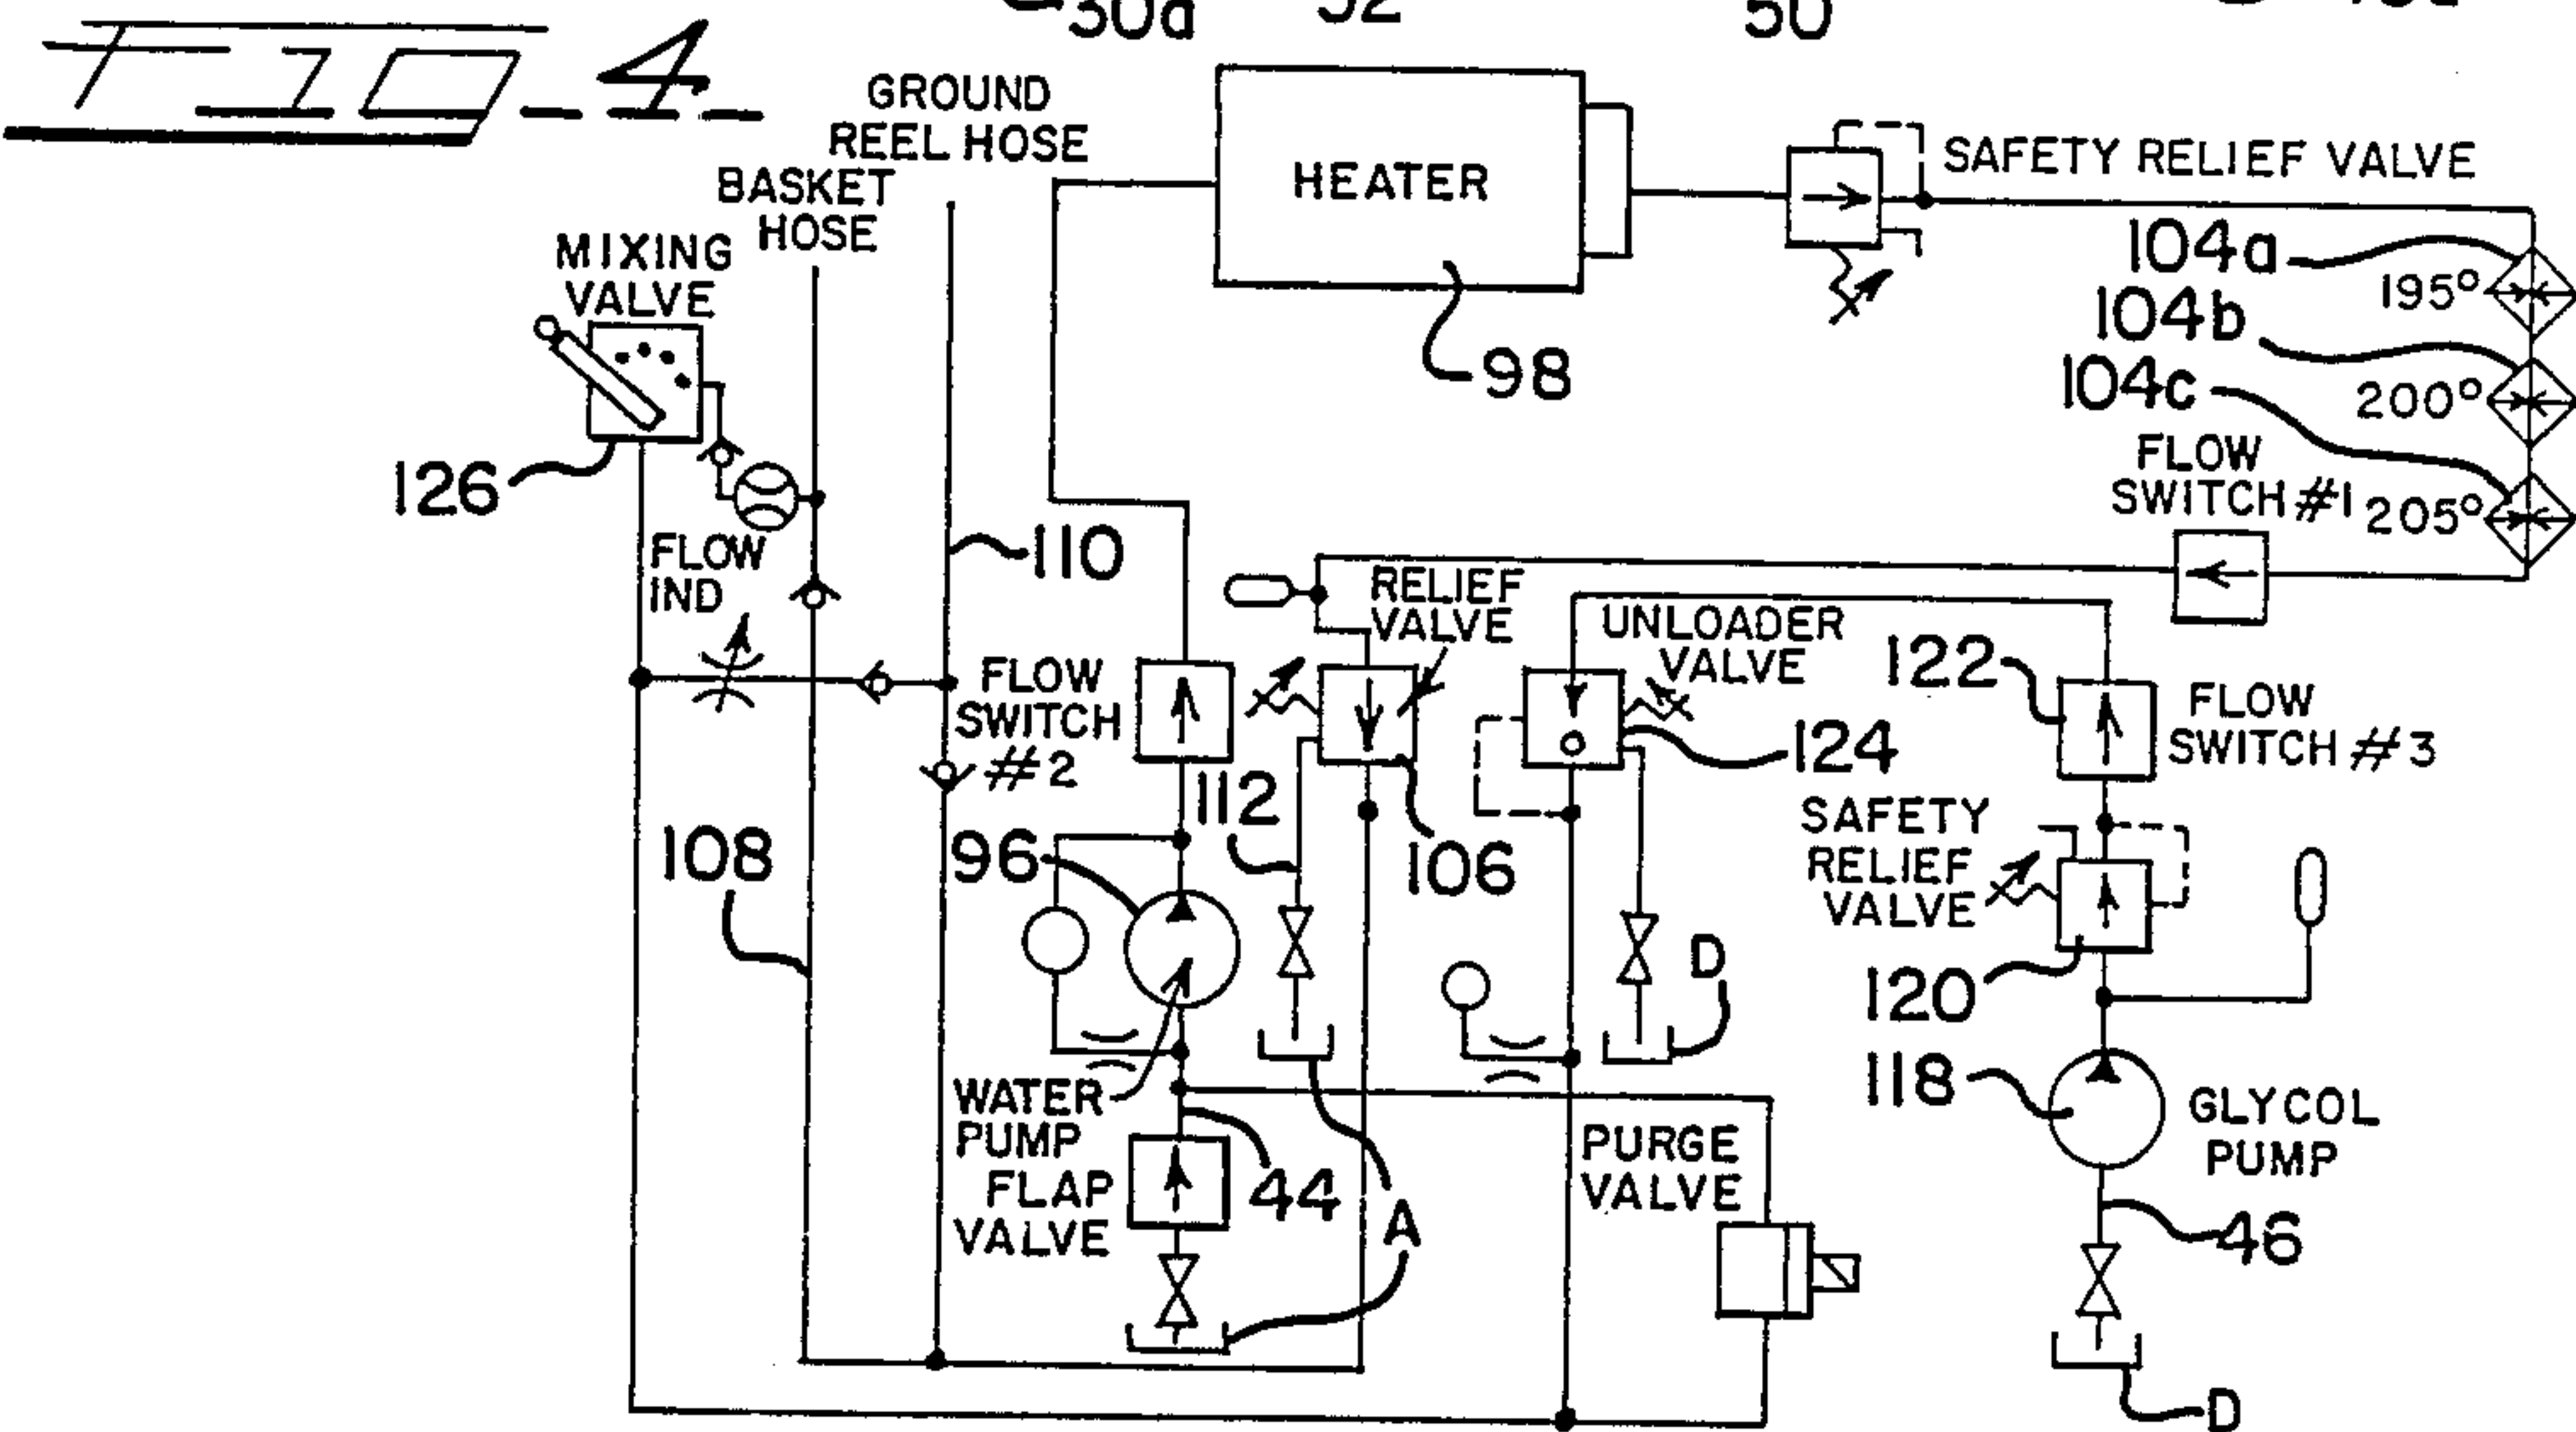 30a 52 50
FIG-4-
GROUND
REEL HOSE
BASKET
HOSE
MIXING
VALVE
HEATER
SAFETY RELIEF VALVE
104a
195°
104b
104c
200°
98
FLOW
SWITCH #1
205°
126
FLOW
IND
110
RELIEF
VALVE
UNLOADER
VALVE
122
FLOW
SWITCH
#2
FLOW
SWITCH #3
124
112
108
96
106
SAFETY
RELIEF
VALVE
D
120
118
WATER
PUMP
GLYCOL
PUMP
FLAP
VALVE
44
PURGE
VALVE
A
46
D